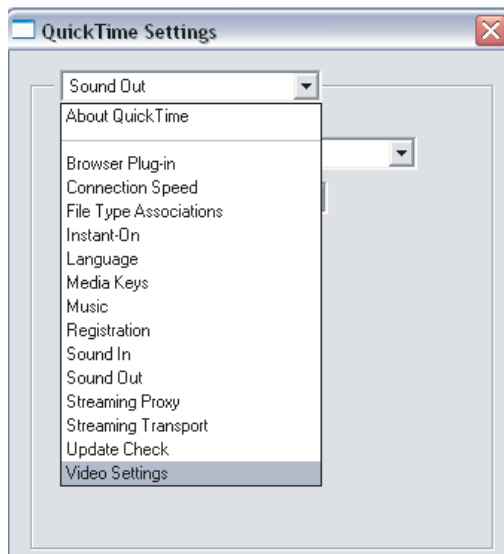 QuickTime Settings
Sound Out
About QuickTime
Browser Plug-in
Connection Speed
File Type Associations
Instant-On
Language
Media Keys
Music
Registration
Sound In
Sound Out
Streaming Proxy
Streaming Transport
Update Check
Video Settings